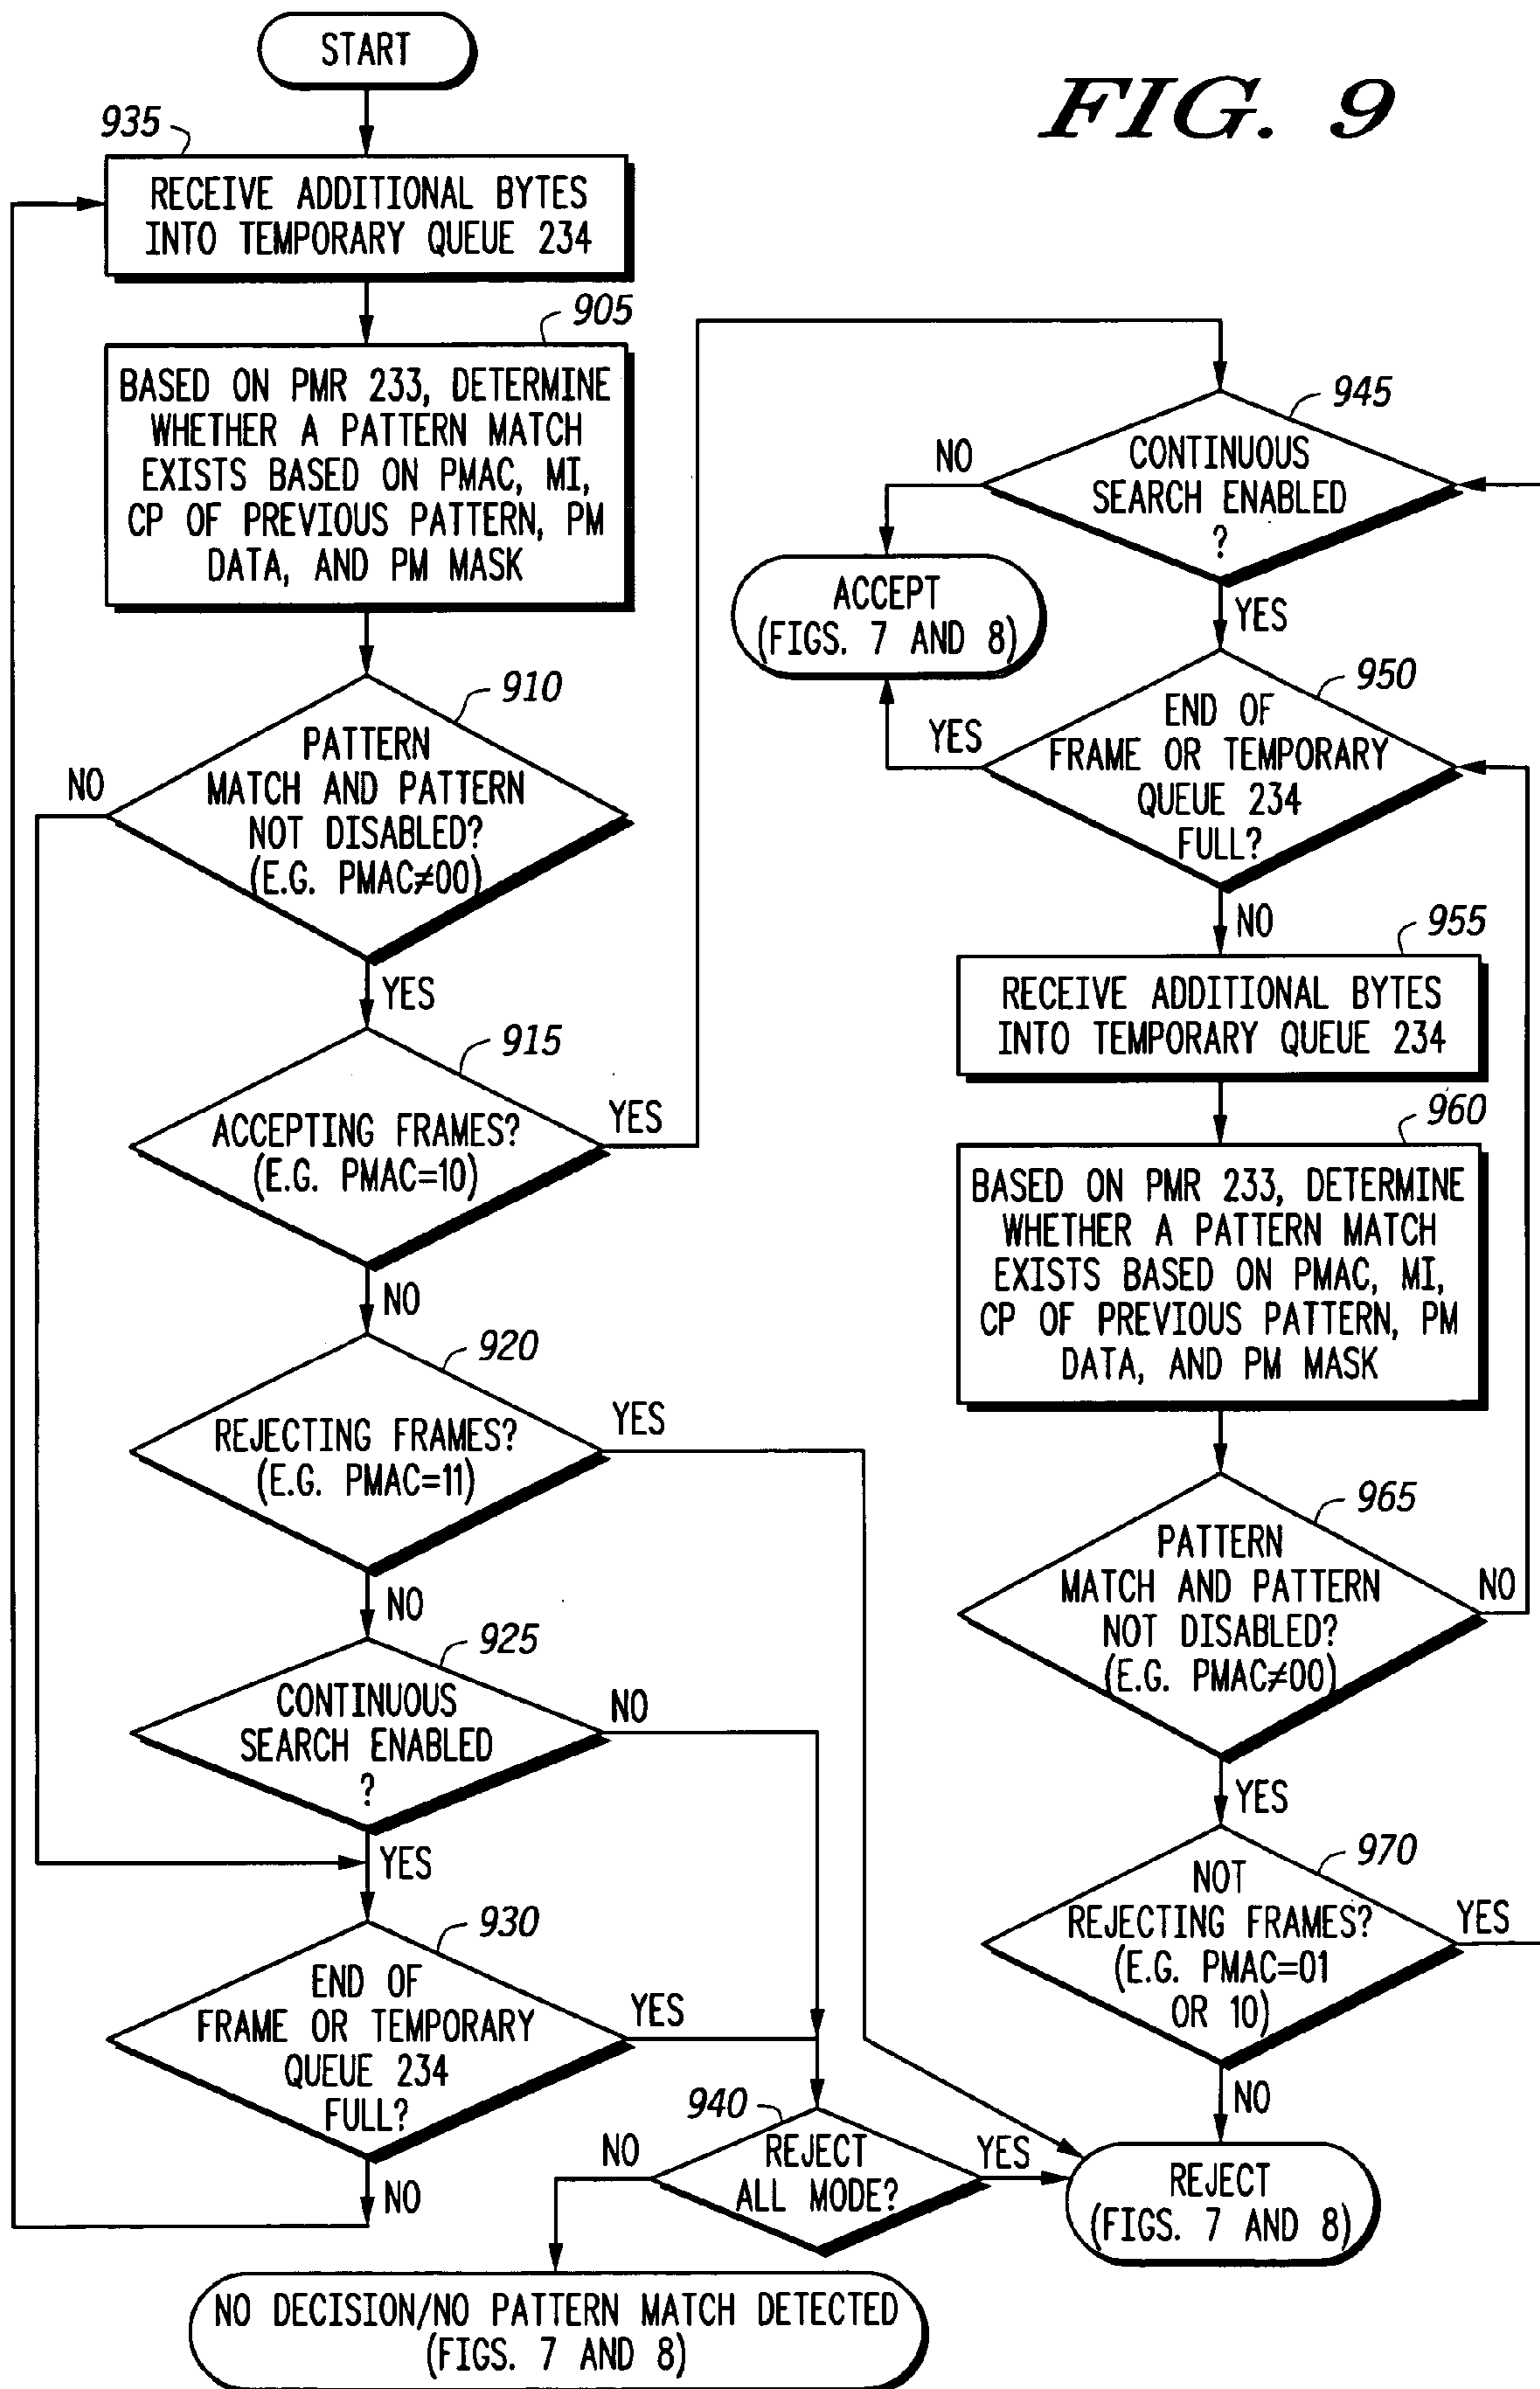 START
FIG. 9
935
RECEIVE ADDITIONAL BYTES
INTO TEMPORARY QUEUE 234
905
BASED ON PMR 233, DETERMINE
WHETHER A PATTERN MATCH
EXISTS BASED ON PMAC, MI,
CP OF PREVIOUS PATTERN, PM
DATA, AND PM MASK
910
PATTERN
MATCH AND PATTERN
NOT DISABLED?
(E.G. PMAC≠00)
NO
YES
915
ACCEPTING FRAMES?
(E.G. PMAC=10)
YES
NO
920
REJECTING FRAMES?
(E.G. PMAC=11)
YES
NO
925
CONTINUOUS
SEARCH ENABLED
?
NO
YES
930
END OF
FRAME OR TEMPORARY
QUEUE 234
FULL?
YES
NO
940
REJECT
ALL MODE?
NO
YES
NO DECISION/NO PATTERN MATCH DETECTED
(FIGS. 7 AND 8)
945
CONTINUOUS
SEARCH ENABLED
?
NO
YES
ACCEPT
(FIGS. 7 AND 8)
950
END OF
FRAME OR TEMPORARY
QUEUE 234
FULL?
YES
NO
955
RECEIVE ADDITIONAL BYTES
INTO TEMPORARY QUEUE 234
960
BASED ON PMR 233, DETERMINE
WHETHER A PATTERN MATCH
EXISTS BASED ON PMAC, MI,
CP OF PREVIOUS PATTERN, PM
DATA, AND PM MASK
965
PATTERN
MATCH AND PATTERN
NOT DISABLED?
(E.G. PMAC≠00)
NO
YES
970
NOT
REJECTING FRAMES?
(E.G. PMAC=01
OR 10)
YES
NO
REJECT
(FIGS. 7 AND 8)